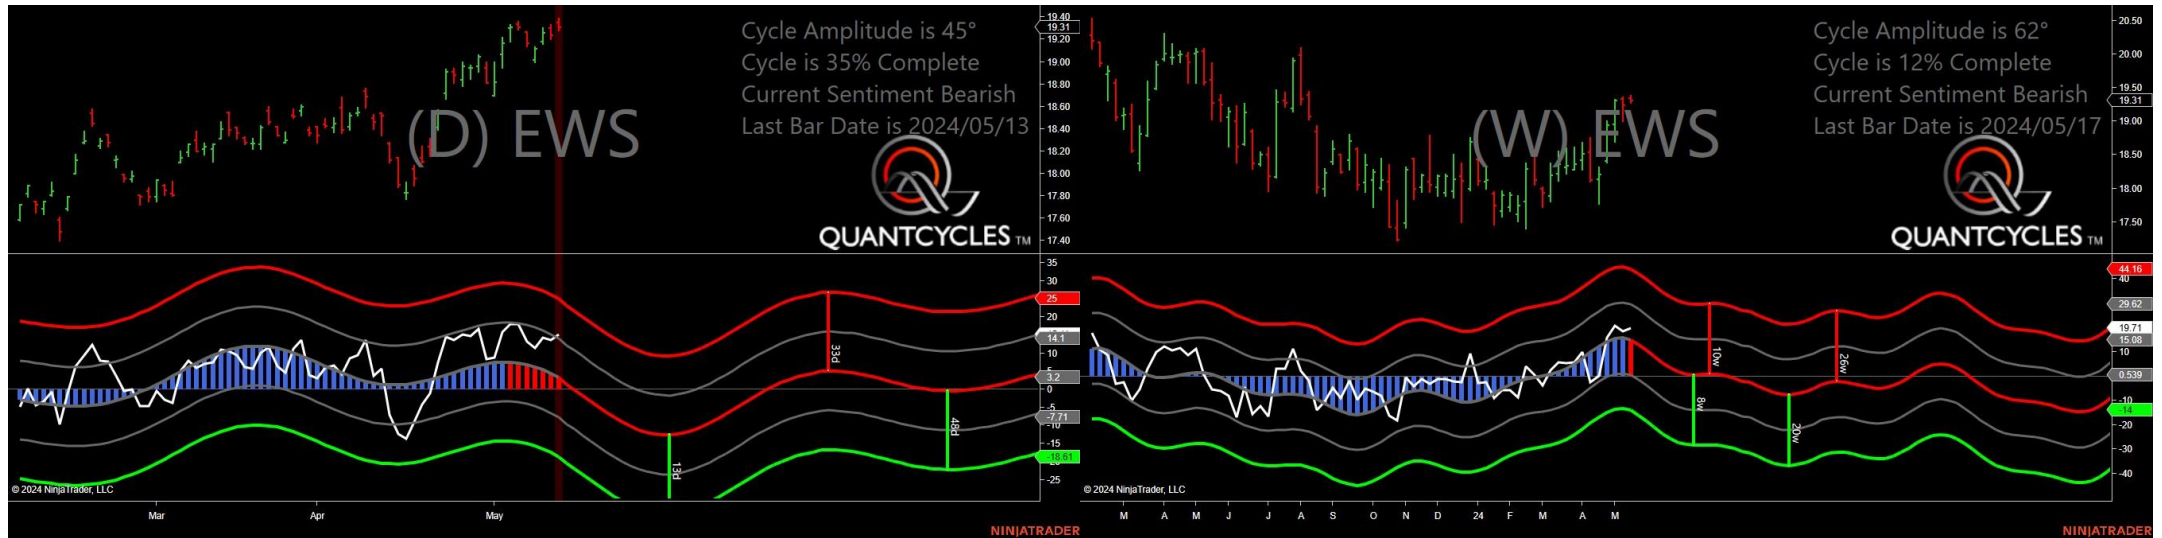 Cycle Amplitude is 45°
Cycle is 35% Complete
Current Sentiment Bearish
Last Bar Date is 2024/05/13
(D) EWS
QUANTCYCLES TM
19.40
19.31
19.20
19.00
18.80
18.60
18.40
18.20
18.00
17.80
17.60
17.40
35
30
25
20
14.1
10
3.2
0
-5
-7.71
-10
-15
-18.61
-25
33d
48d
13d
© 2024 NinjaTrader, LLC
Mar
Apr
May
NINJATRADER
Cycle Amplitude is 62°
Cycle is 12% Complete
Current Sentiment Bearish
Last Bar Date is 2024/05/17
(W) EWS
QUANTCYCLES TM
20.50
20.00
19.50
19.31
19.00
18.50
18.00
17.50
44.16
40
29.62
19.71
15.08
10
0.539
-10
-14
-20
-30
-40
10w
26w
8w
20w
© 2024 NinjaTrader, LLC
M A M J J A S O N D 24 F M A M
NINJATRADER